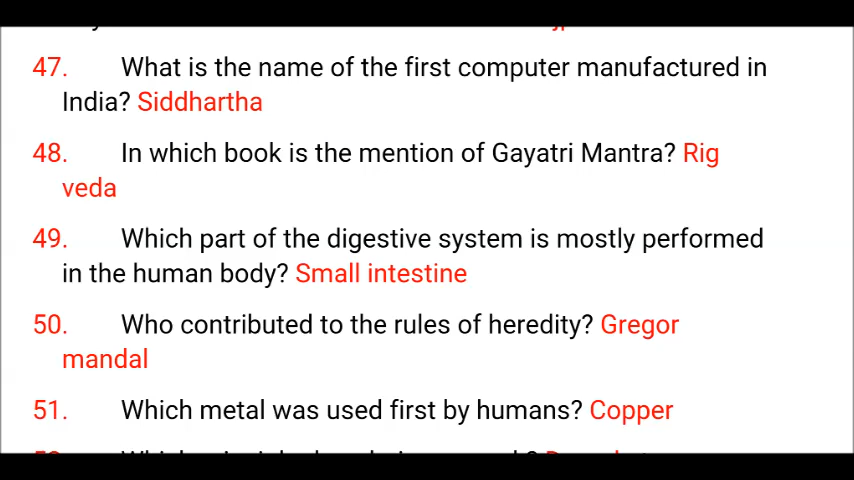 47. What is the name of the first computer manufactured in
India? Siddhartha
48. In which book is the mention of Gayatri Mantra? Rig
veda
49. Which part of the digestive system is mostly performed
in the human body? Small intestine
50. Who contributed to the rules of heredity? Gregor
mandal
51. Which metal was used first by humans? Copper